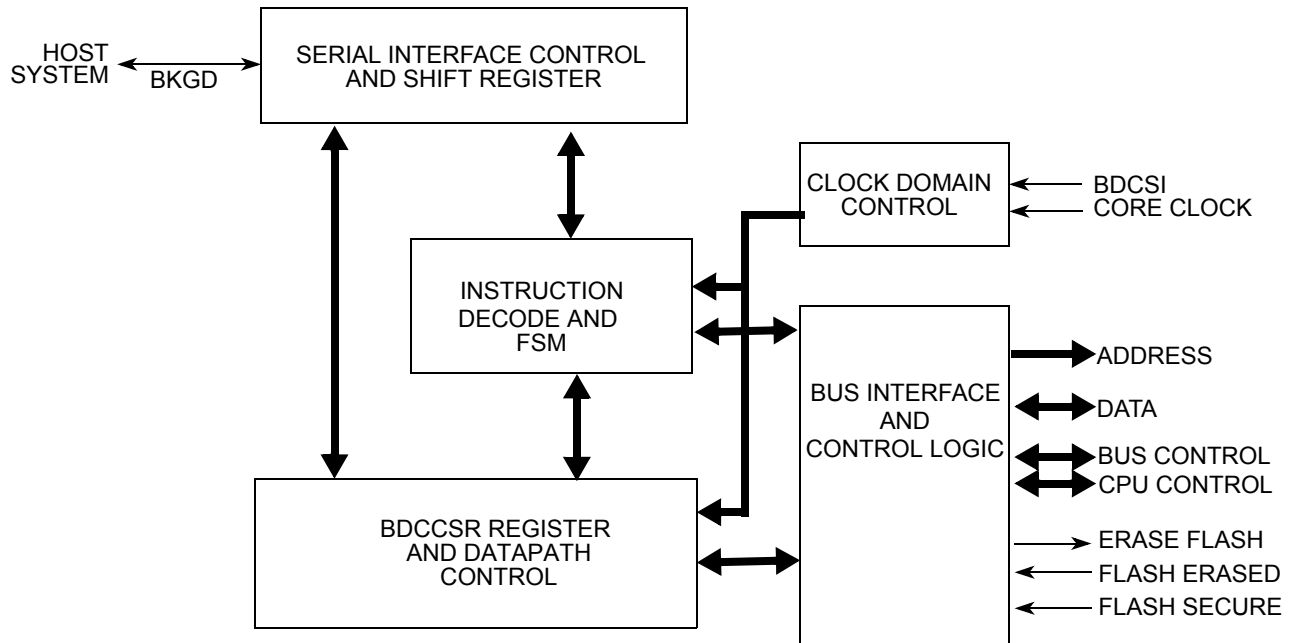 HOST
SYSTEM
BKGD
SERIAL INTERFACE CONTROL
AND SHIFT REGISTER
CLOCK DOMAIN
CONTROL
BDCSI
CORE CLOCK
INSTRUCTION
DECODE AND
FSM
BUS INTERFACE
AND
CONTROL LOGIC
ADDRESS
DATA
BUS CONTROL
CPU CONTROL
ERASE FLASH
FLASH ERASED
FLASH SECURE
BDCCSR REGISTER
AND DATAPATH
CONTROL